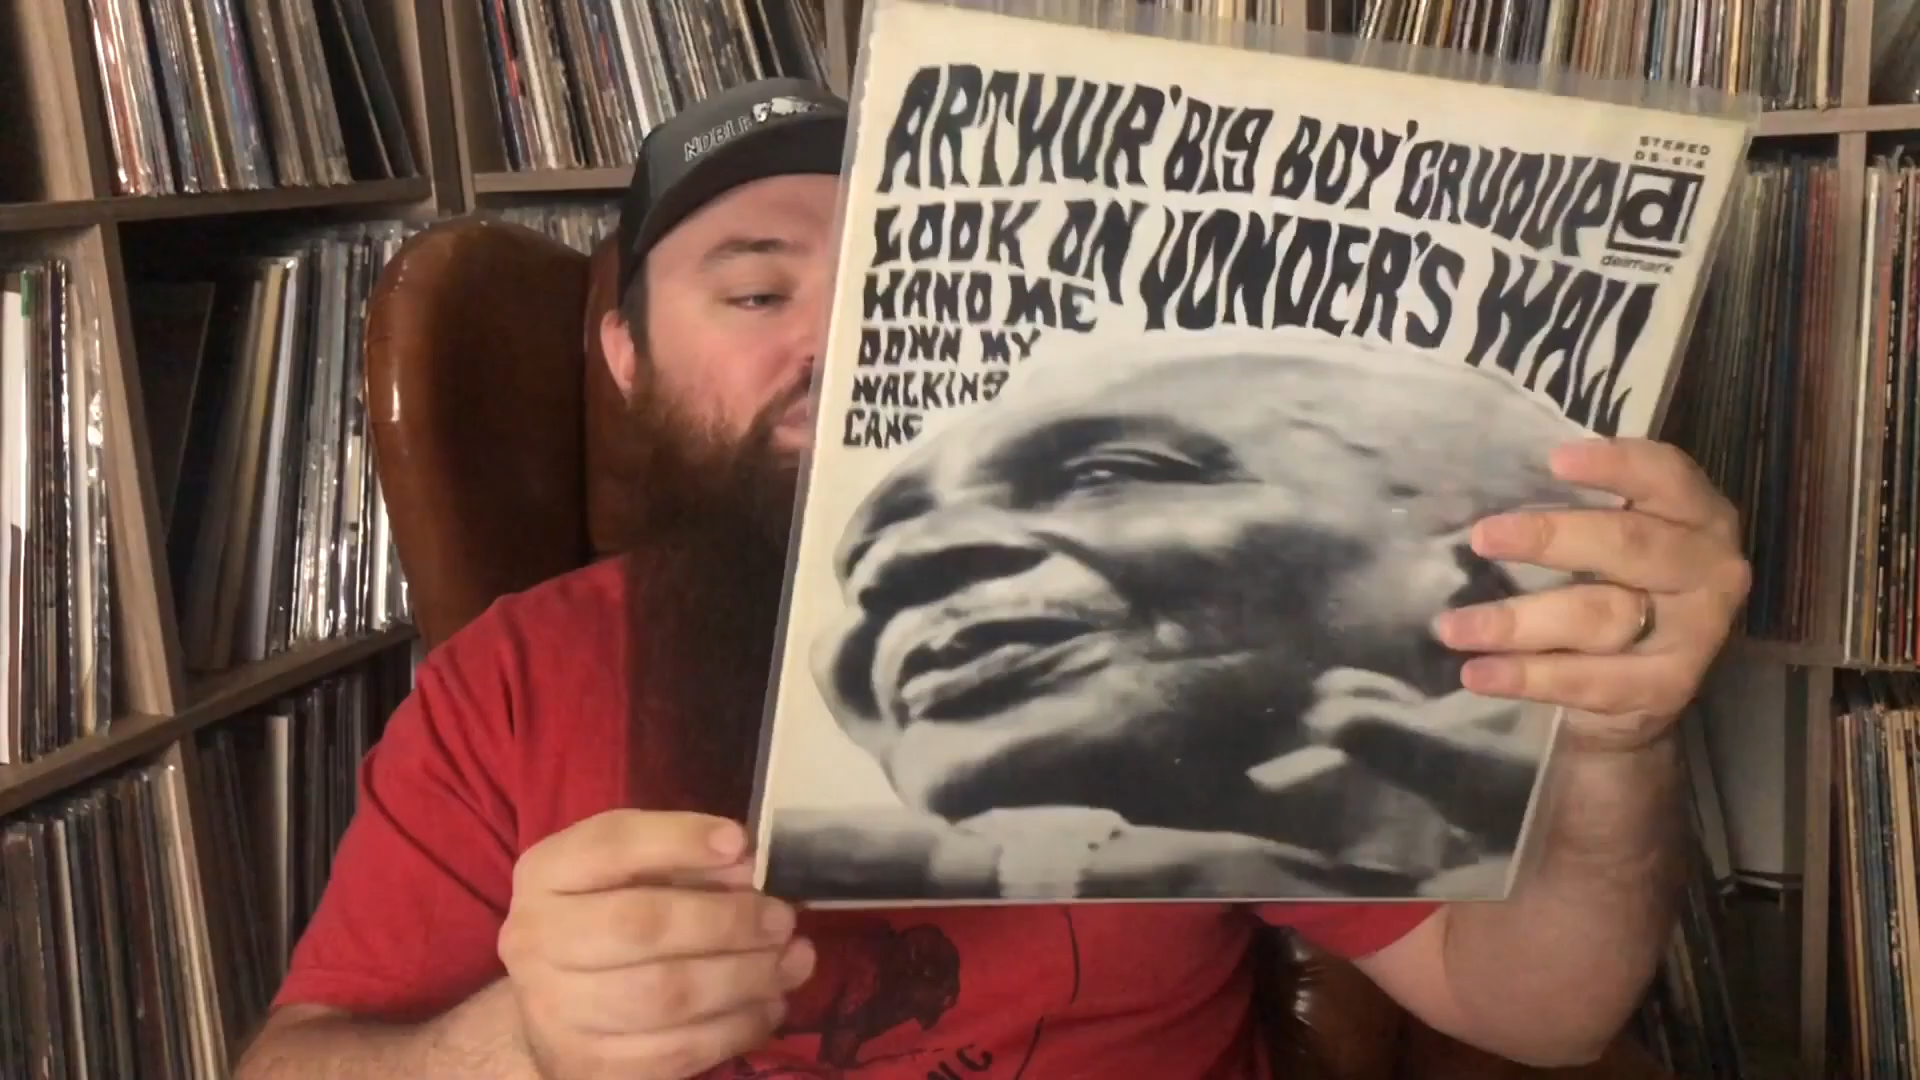 NOBLE
ARTHUR 'BIG BOY' CRUDUP
LOOK ON YONDER'S WALL
HAND ME
DOWN MY
WALKING
CANE
STEREO
DS-614
d
delmark